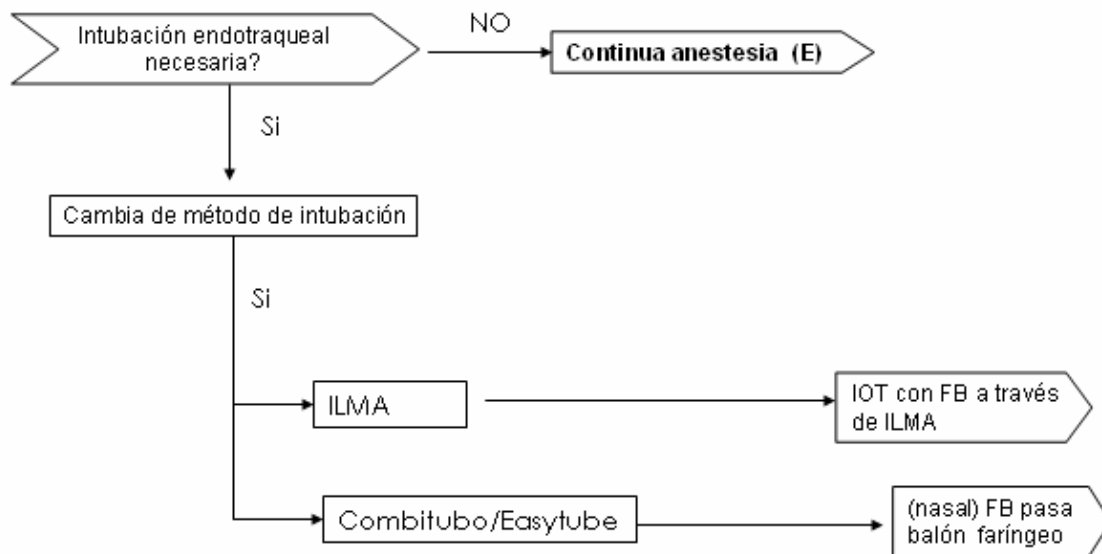 Intubación endotraqueal
necesaria?
NO
Continua anestesia (E)
Si
Cambia de método de intubación
Si
ILMA
IOT con FB a través
de ILMA
Combitubo/Easytube
(nasal) FB pasa
balón faríngeo